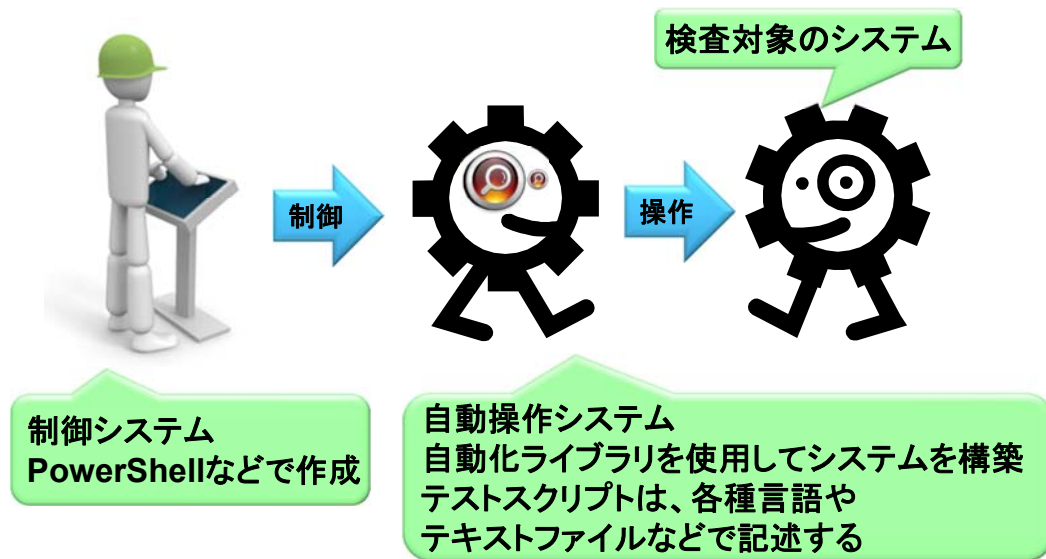 検査対象のシステム
制御
操作
制御システム
PowerShellなどで作成
自動操作システム
自動化ライブラリを使用してシステムを構築
テストスクリプトは、各種言語や
テキストファイルなどで記述する